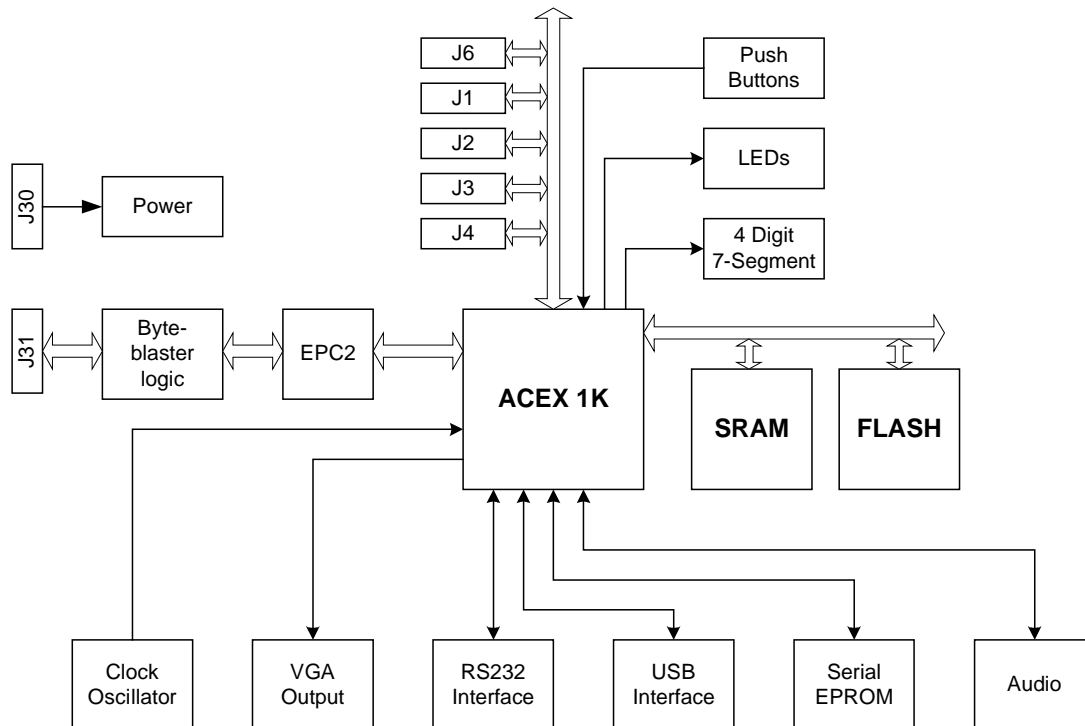 J6
Push
Buttons
J1
J2
LEDs
J3
J30
Power
J4
4 Digit
7-Segment
J31
Byte-
blaster
logic
EPC2
ACEX 1K
SRAM
FLASH
Clock
Oscillator
VGA
Output
RS232
Interface
USB
Interface
Serial
EPROM
Audio